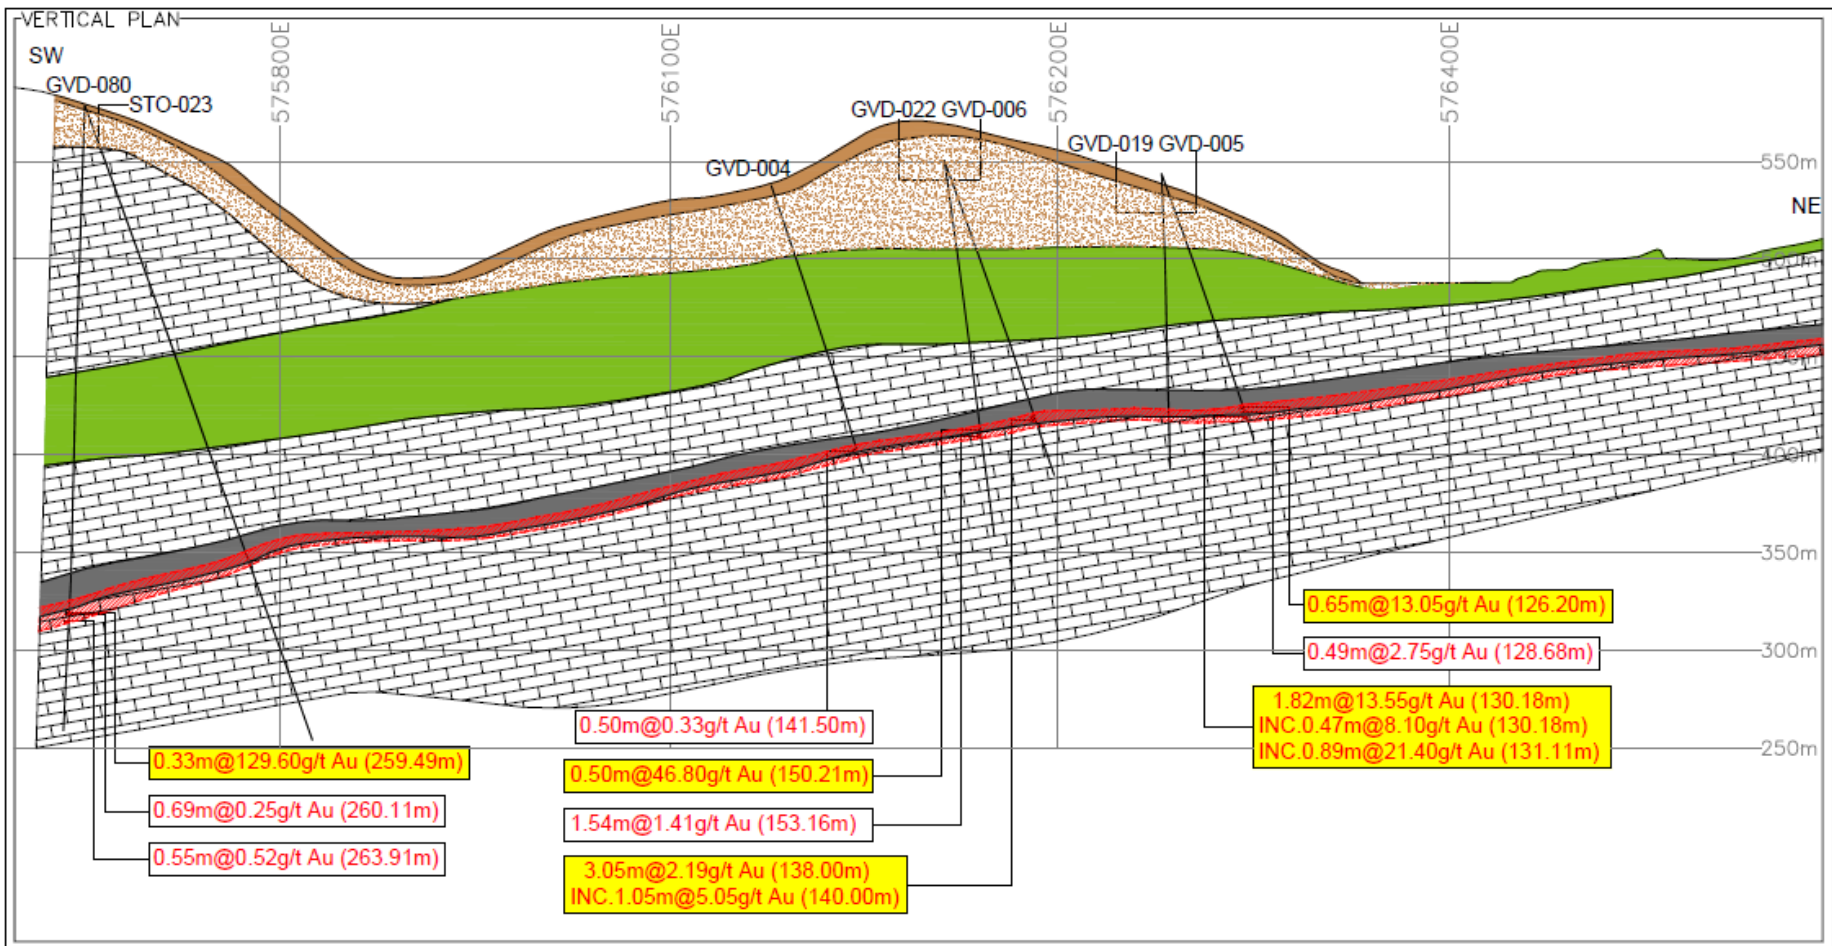 VERTICAL PLAN
SW
575800E
576100E
576200E
576400E
GVD-080
STO-023
GVD-022 GVD-006
GVD-019 GVD-005
GVD-004
550m
NE
400m
350m
0.65m@13.05g/t Au (126.20m)
0.49m@2.75g/t Au (128.68m)
300m
1.82m@13.55g/t Au (130.18m)
INC.0.47m@8.10g/t Au (130.18m)
INC.0.89m@21.40g/t Au (131.11m)
250m
0.50m@0.33g/t Au (141.50m)
0.33m@129.60g/t Au (259.49m)
0.50m@46.80g/t Au (150.21m)
0.69m@0.25g/t Au (260.11m)
1.54m@1.41g/t Au (153.16m)
0.55m@0.52g/t Au (263.91m)
3.05m@2.19g/t Au (138.00m)
INC.1.05m@5.05g/t Au (140.00m)